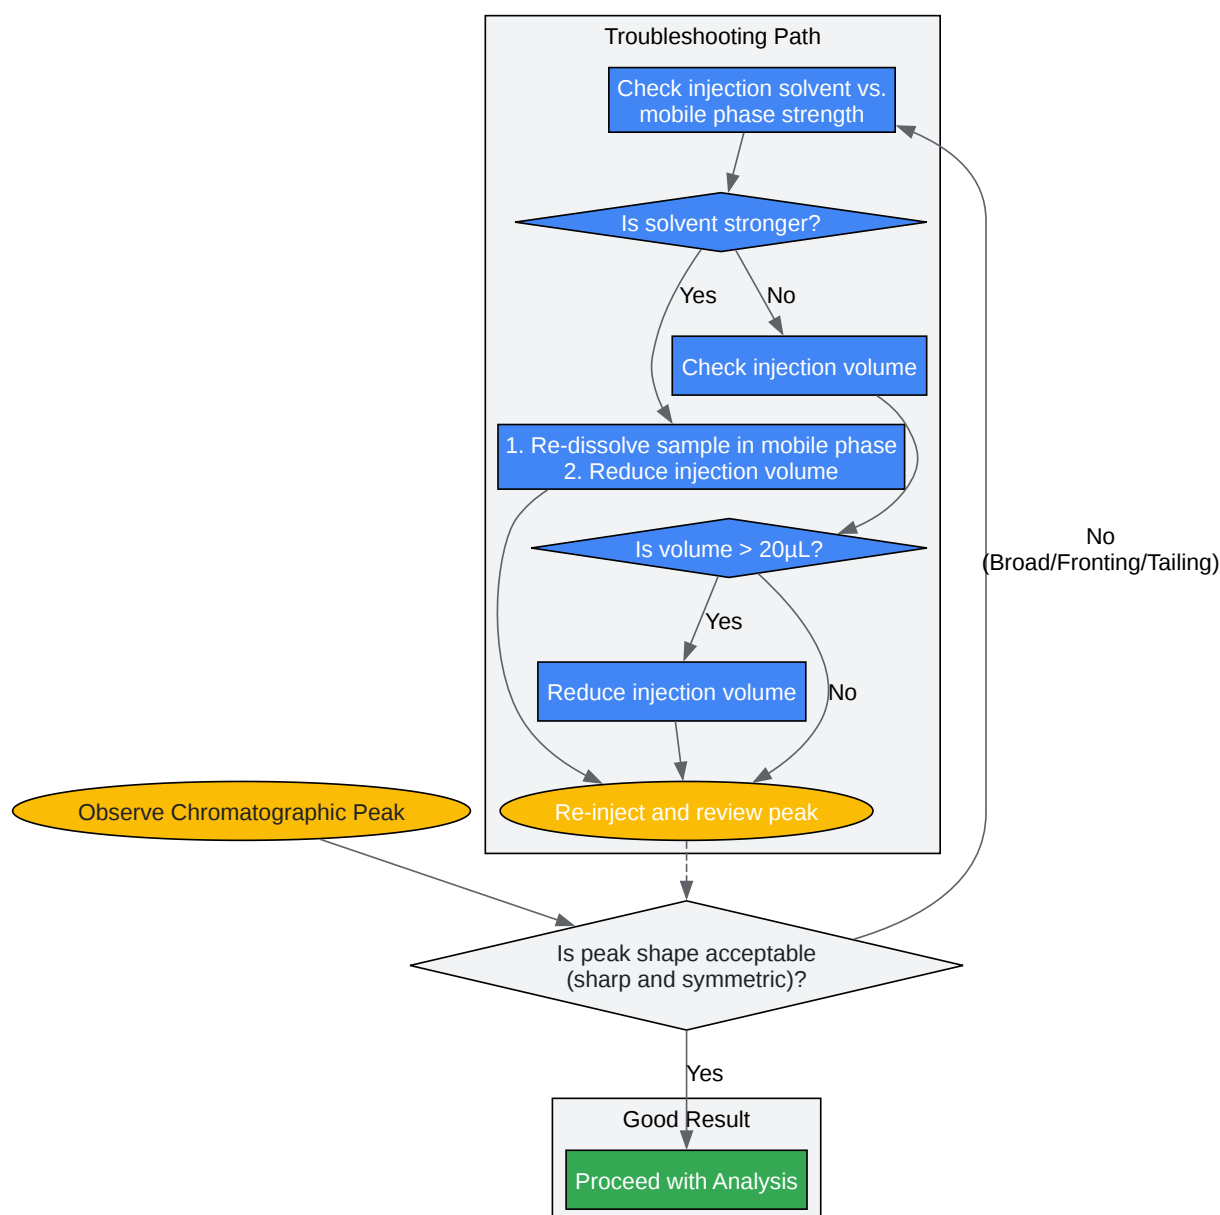 Troubleshooting Path
Check injection solvent vs.
mobile phase strength
Is solvent stronger?
Yes
No
Check injection volume
1. Re-dissolve sample in mobile phase
2. Reduce injection volume
Is volume > 20µL?
No
(Broad/Fronting/Tailing)
Yes
Reduce injection volume
No
Observe Chromatographic Peak
Re-inject and review peak
Is peak shape acceptable
(sharp and symmetric)?
Yes
Good Result
Proceed with Analysis